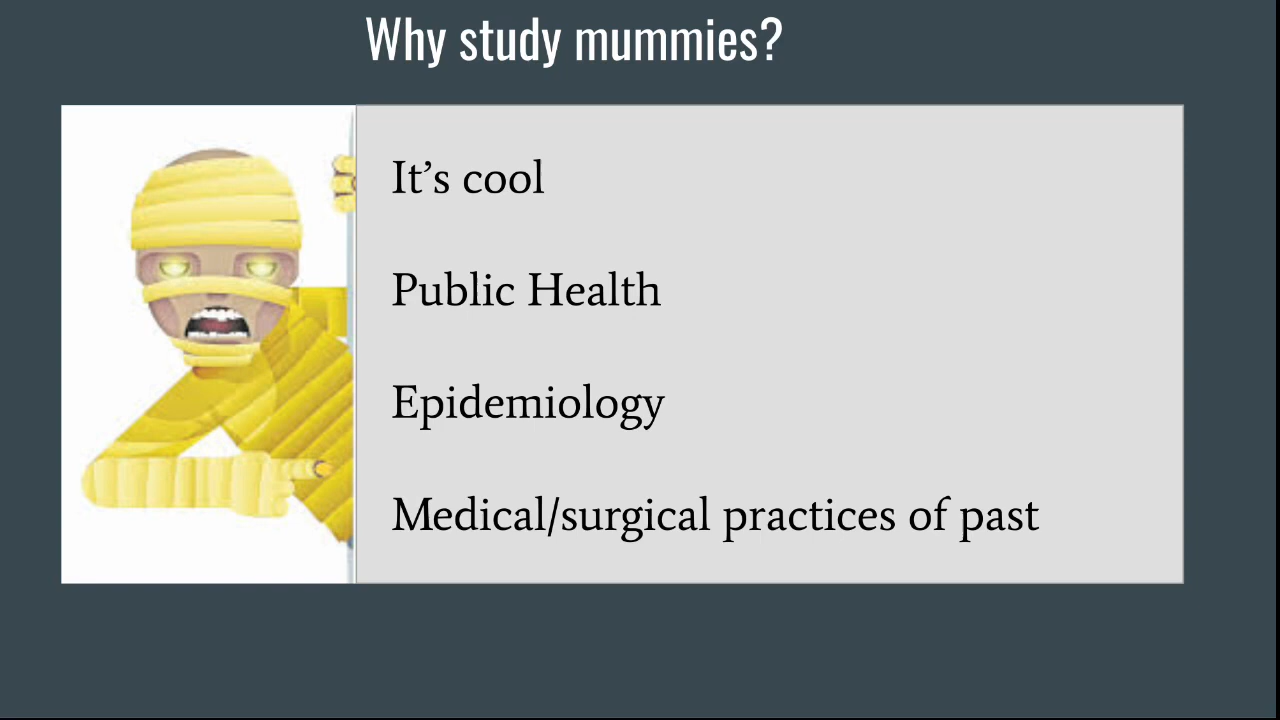 Why study mummies?
It’s cool
Public Health
Epidemiology
Medical/surgical practices of past